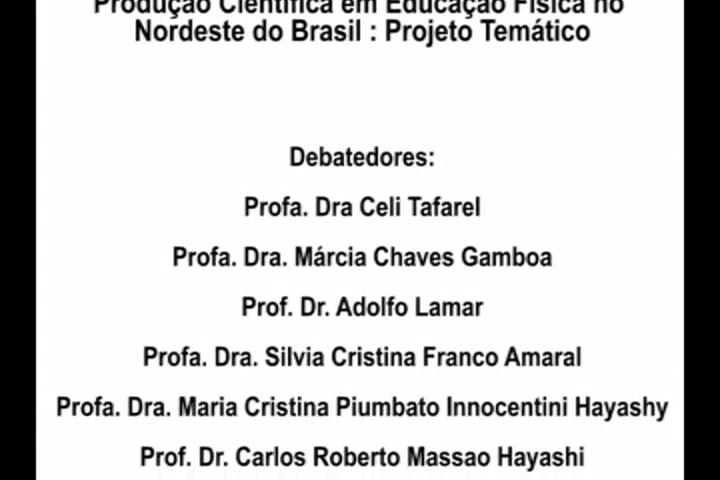 Produção Científica em Educação Física no
Nordeste do Brasil : Projeto Temático
Debatedores:
Profa. Dra Celi Tafarel
Profa. Dra. Márcia Chaves Gamboa
Prof. Dr. Adolfo Lamar
Profa. Dra. Silvia Cristina Franco Amaral
Profa. Dra. Maria Cristina Piumbato Innocentini Hayashy
Prof. Dr. Carlos Roberto Massao Hayashi